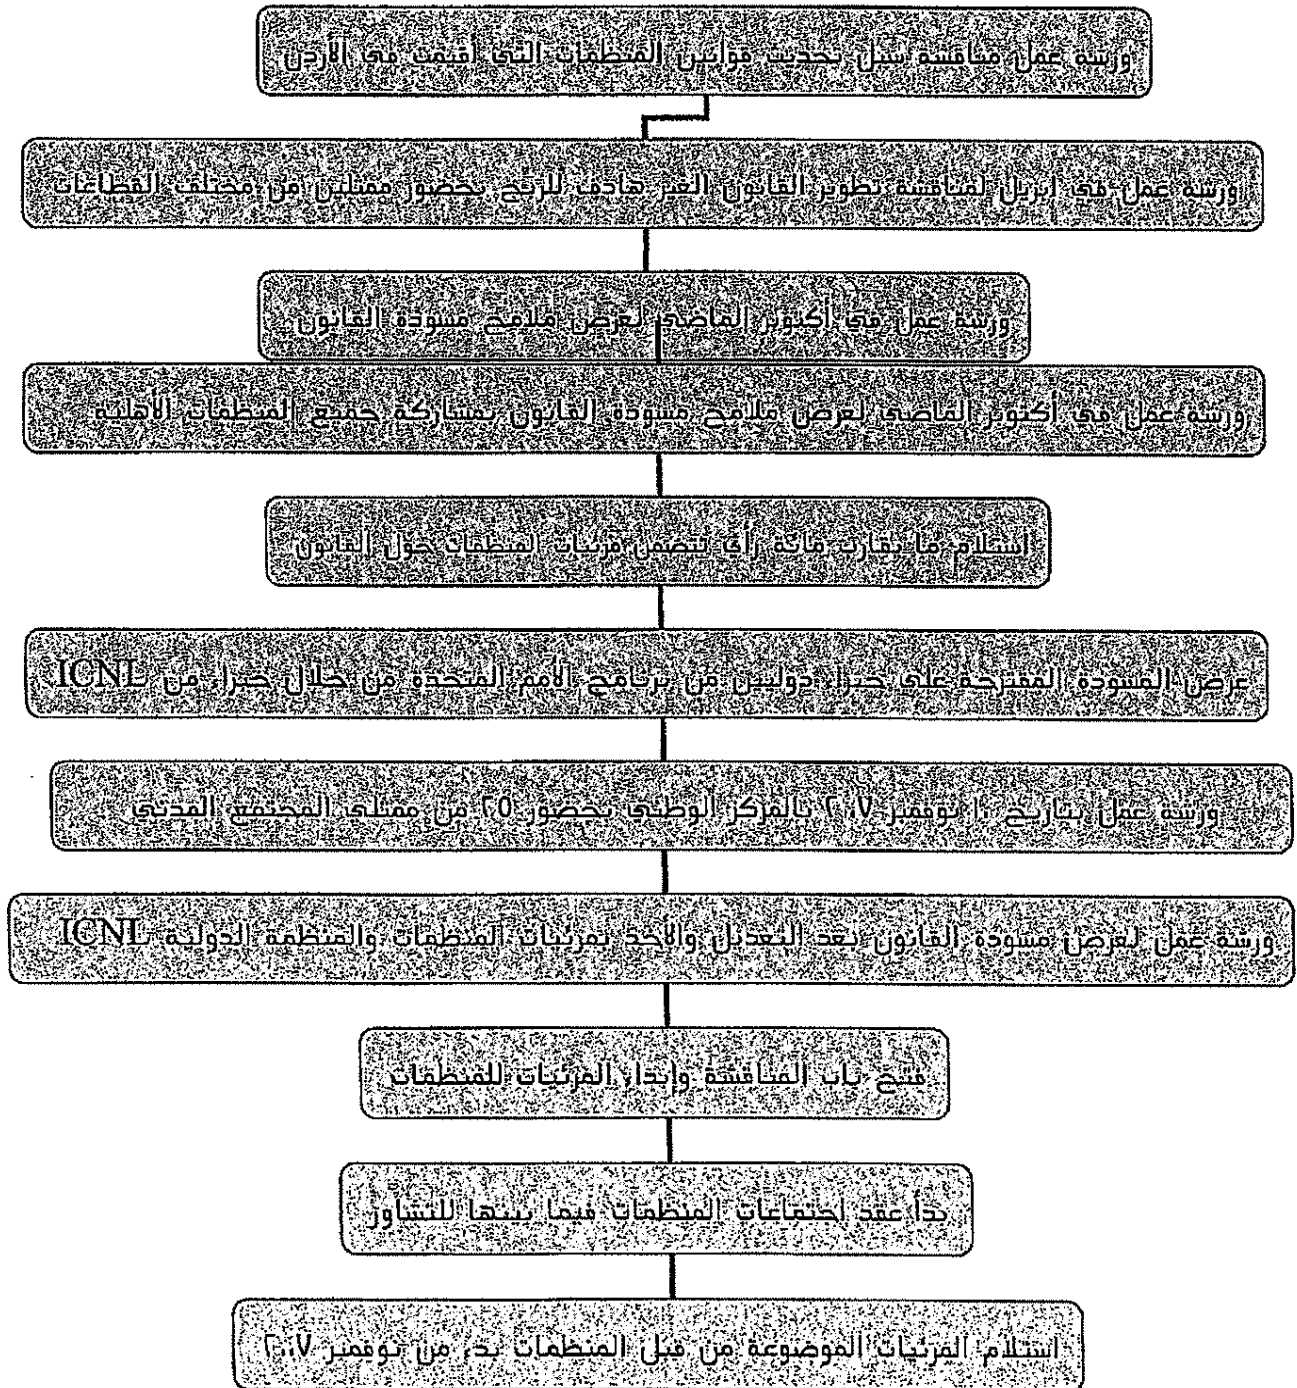 ورشة عمل مناقشة سبل تحديث قوانين المنظمات التي أقيمت في الأردن
ورشة عمل في ابريل لمناقشة تطوير القانون الغير هادف للربح بحضور ممثلين من مختلف القطاعات
ورشة عمل في أكتوبر الماضي لعرض ملامح مسودة القانون
ورشة عمل في أكتوبر الماضي لعرض ملامح مسودة القانون بمشاركة جميع المنظمات الأهلية
استلام ما يقارب مائة رأي تتضمن مرئيات لمنظمات حول القانون
عرض المسودة المقترحة على خبراء دوليين من برنامج الأمم المتحدة من خلال خبراء من ICNL
ورشة عمل بتاريخ ١٠ نوفمبر ٢٠٠٧ بالمركز الوطني بحضور ٢٥ من ممثلي المجتمع المدني
ورشة عمل لعرض مسودة القانون بعد التعديل والأخذ بمرئيات المنظمات والمنظمة الدولية ICNL
فتح باب المناقشة وإبداء المرئيات للمنظمات
بدأ عقد اجتماعات المنظمات فيما بينها للتشاور
استلام المرئيات الموضوعة من قبل المنظمات بدء من نوفمبر ٢٠٠٧